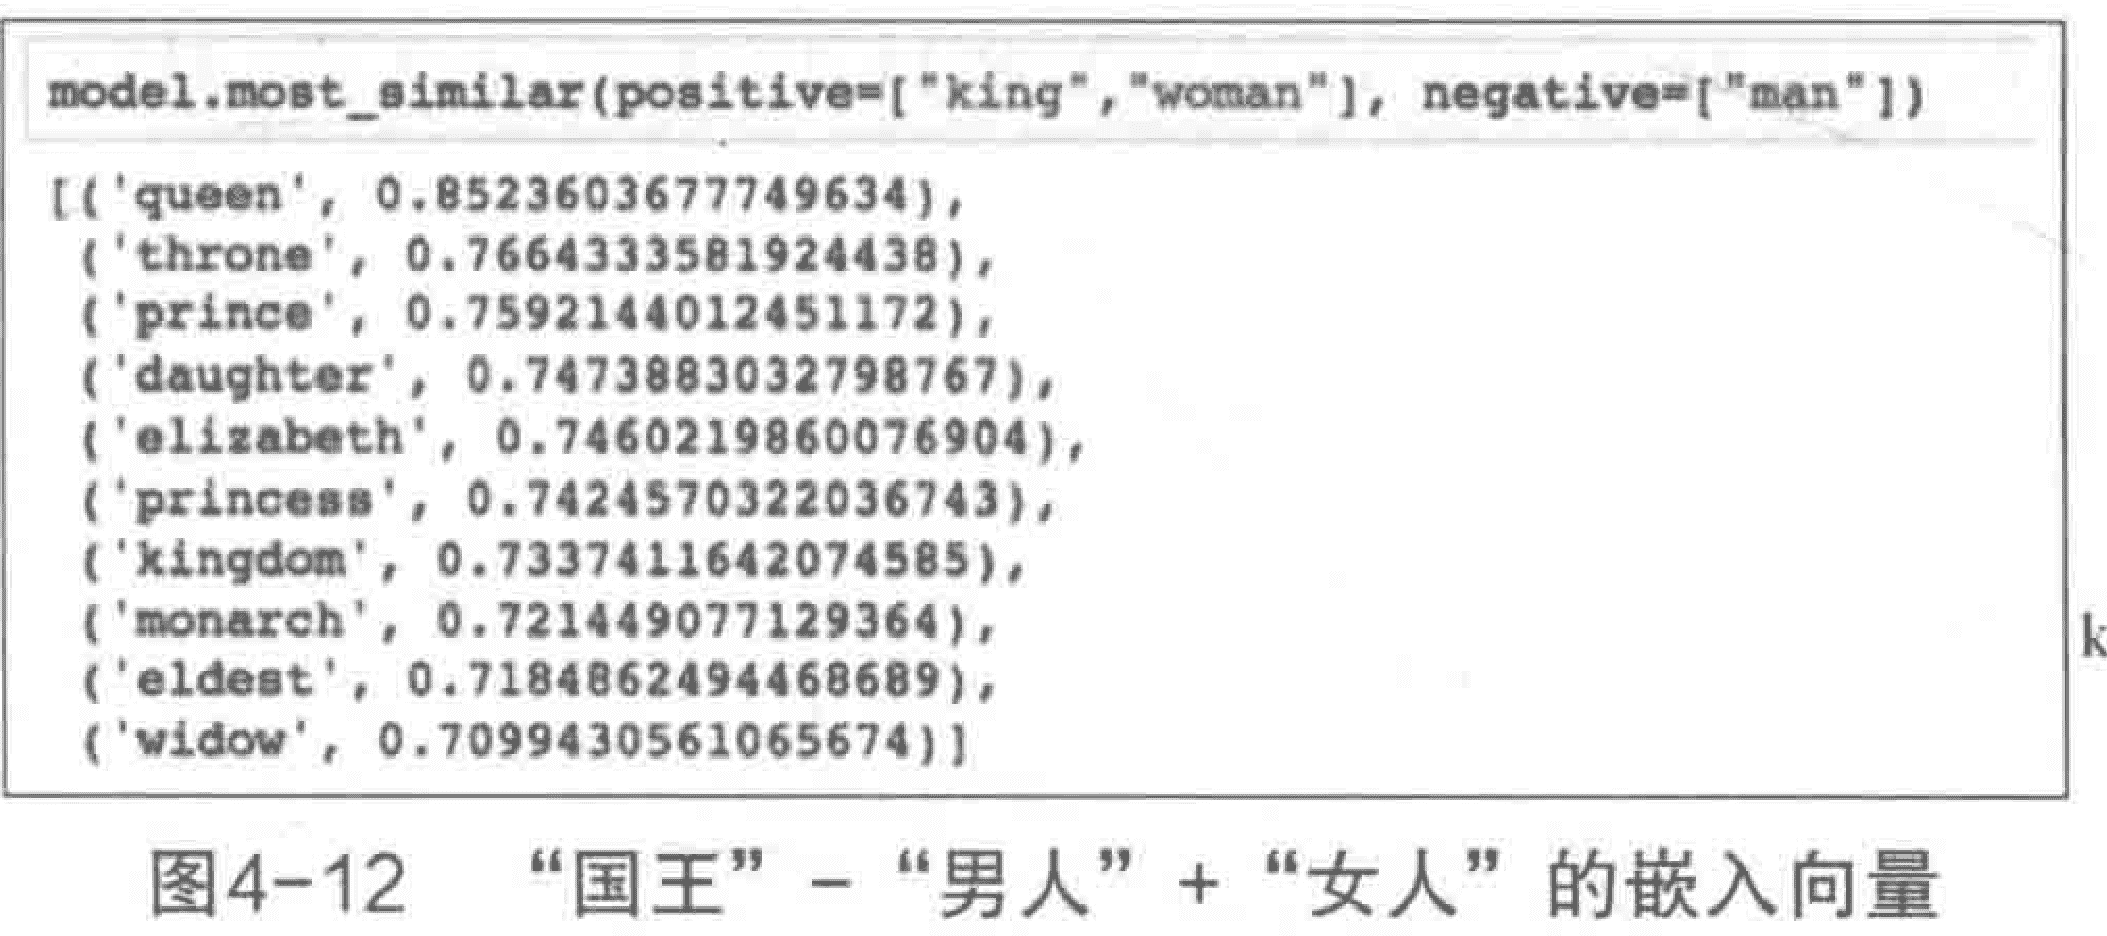 model.most_similar(positive=["king","woman"], negative=["man"])
[('queen', 0.8523603677749634),
('throne', 0.7664333581924438),
('prince', 0.7592144012451172),
('daughter', 0.7473883032798767),
('elizabeth', 0.7460219860076904),
('princess', 0.7424570322036743),
('kingdom', 0.7337411642074585),
('monarch', 0.721449077129364),
('eldest', 0.7184862494468689),
('widow', 0.7099430561065674)]
k
图4-12 “国王” - “男人” + “女人” 的嵌入向量